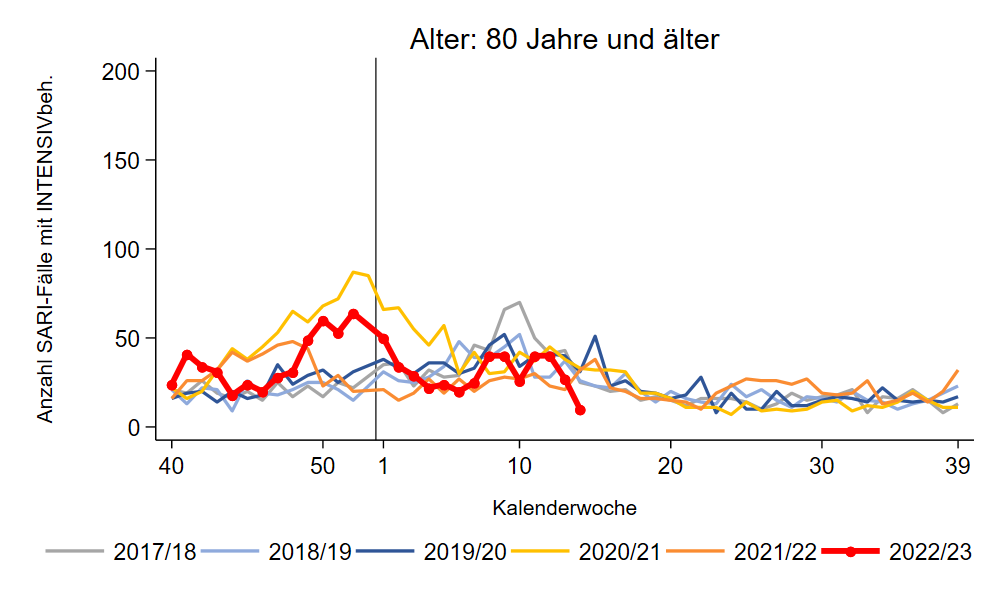 Alter: 80 Jahre und älter
Anzahl SARI-Fälle mit INTENSIVbeh.
200
150
100
50
0
40 50 1 10 20 30 39
Kalenderwoche
2017/18 2018/19 2019/20 2020/21 2021/22 2022/23